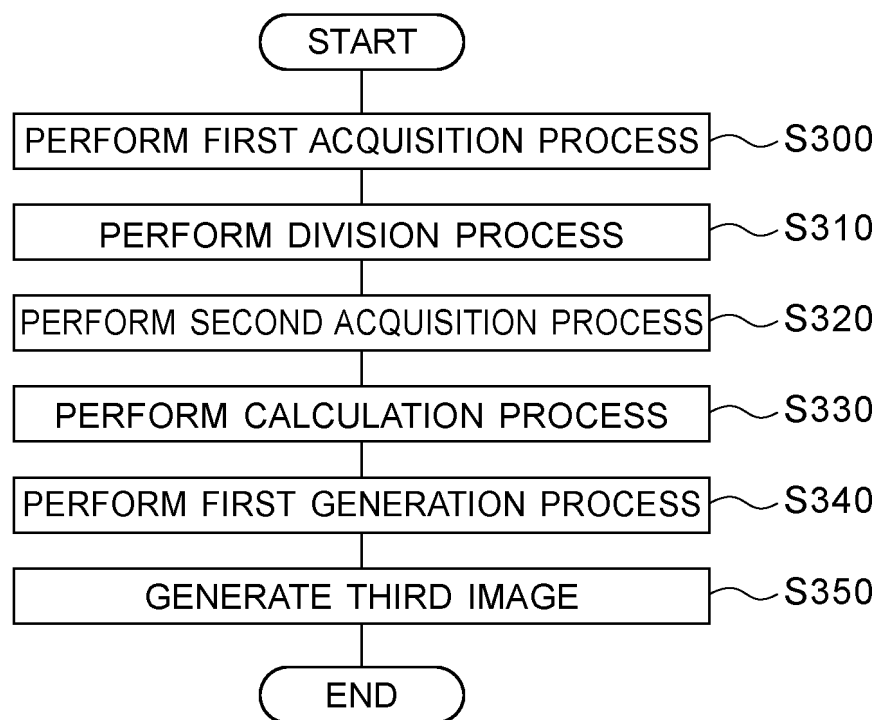 START
PERFORM FIRST ACQUISITION PROCESS S300
PERFORM DIVISION PROCESS S310
PERFORM SECOND ACQUISITION PROCESS S320
PERFORM CALCULATION PROCESS S330
PERFORM FIRST GENERATION PROCESS S340
GENERATE THIRD IMAGE S350
END